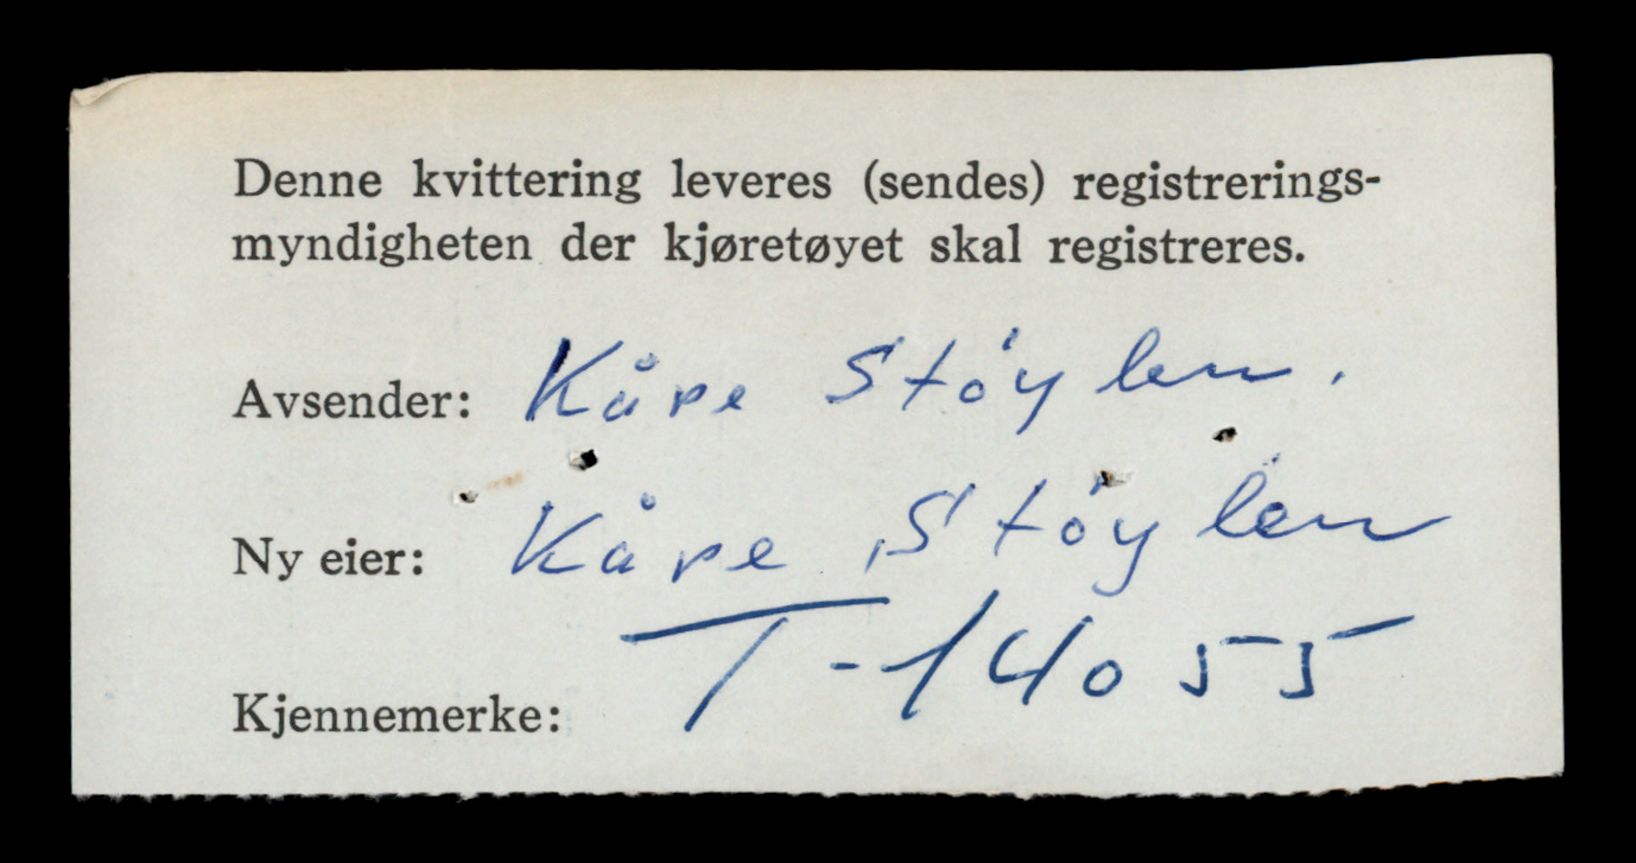 Denne kvittering leveres (sendes) registrerings-
myndigheten der kjøretøyet skal registreres.
Avsender: Kåre Støylen.
Ny eier: Kåre Støylen
Kjennemerke: T-14055